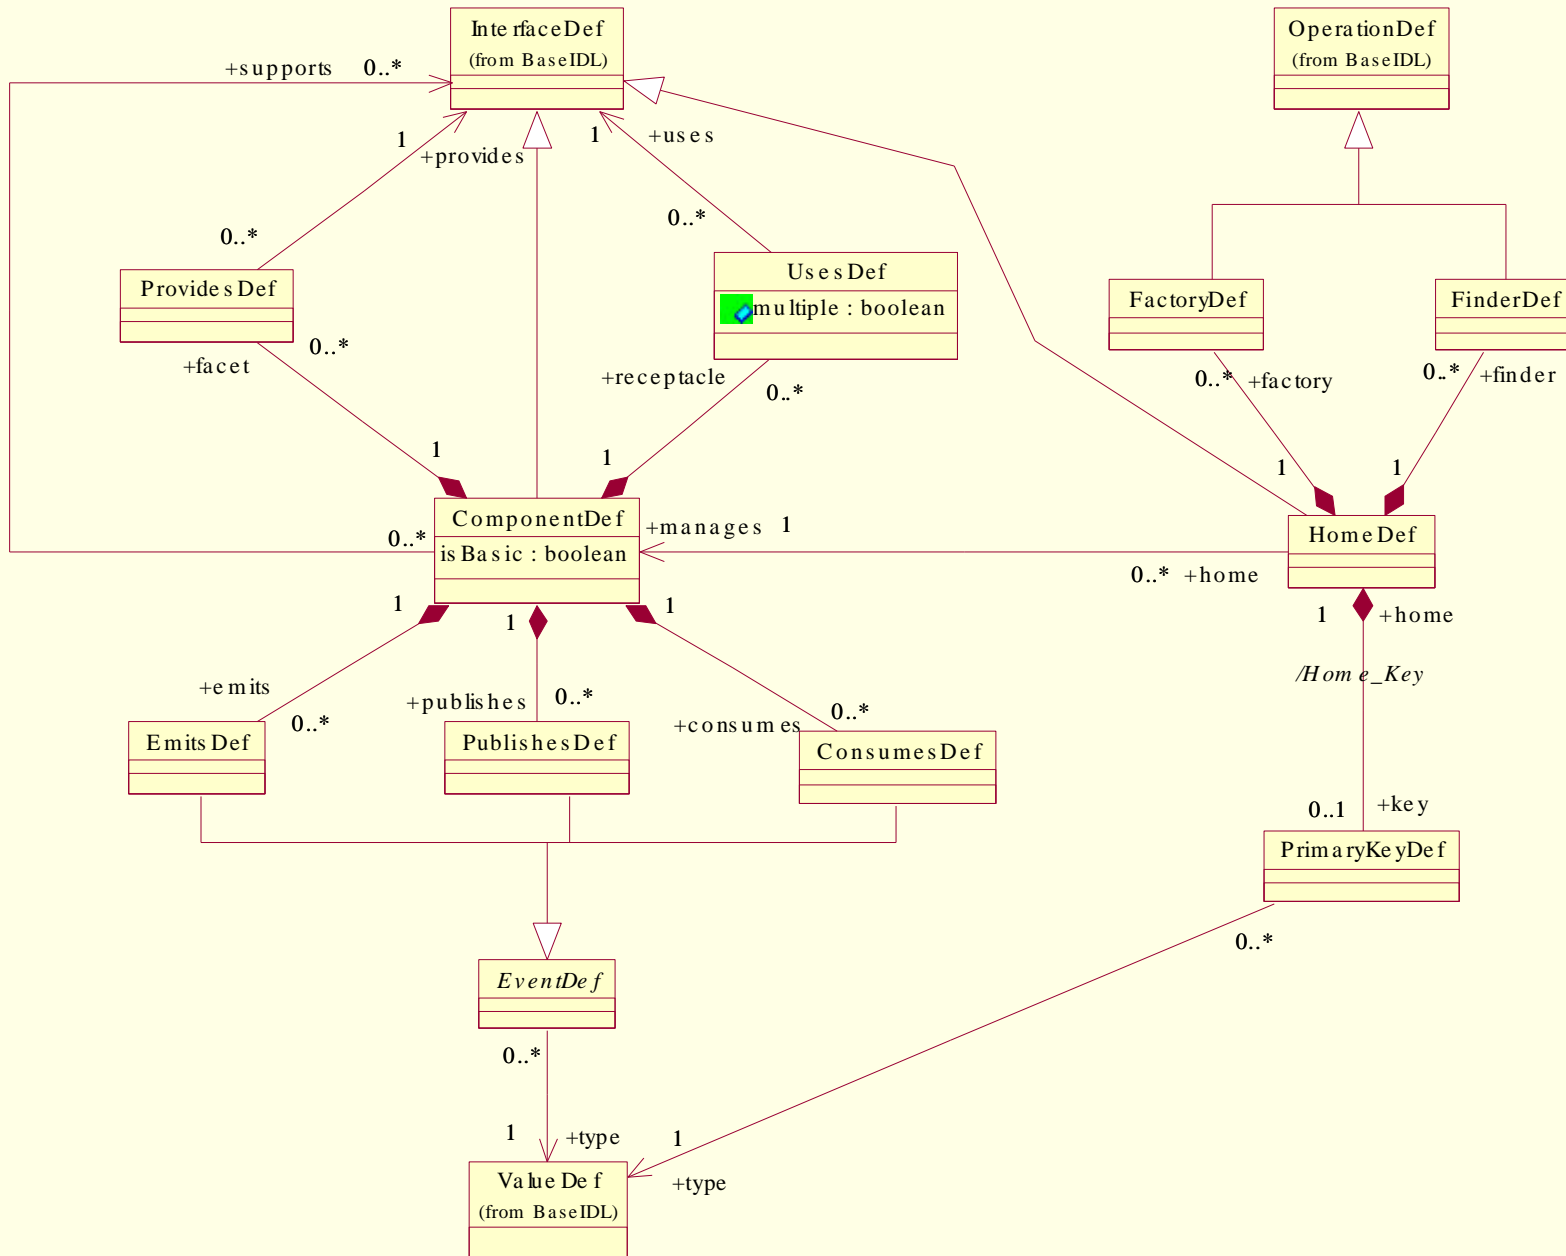 InterfaceDef
(from BaseIDL)
OperationDef
(from BaseIDL)
+supports 0..*
1
+provides
1
+uses
0..*
0..*
ProvidesDef
UsesDef
multiple : boolean
FactoryDef
FinderDef
+facet
0..*
+receptacle
0..*
0..*
+factory
0..*
+finder
1
1
1
1
ComponentDef
isBasic : boolean
0..*
+manages 1
HomeDef
0..* +home
1
1
1
1
+home
/Home_Key
+emits
0..*
+publishes
0..*
+consumes
0..*
EmitsDef
PublishesDef
ConsumesDef
0..1
+key
PrimaryKeyDef
0..*
EventDef
0..*
1
+type
1
+type
ValueDef
(from BaseIDL)